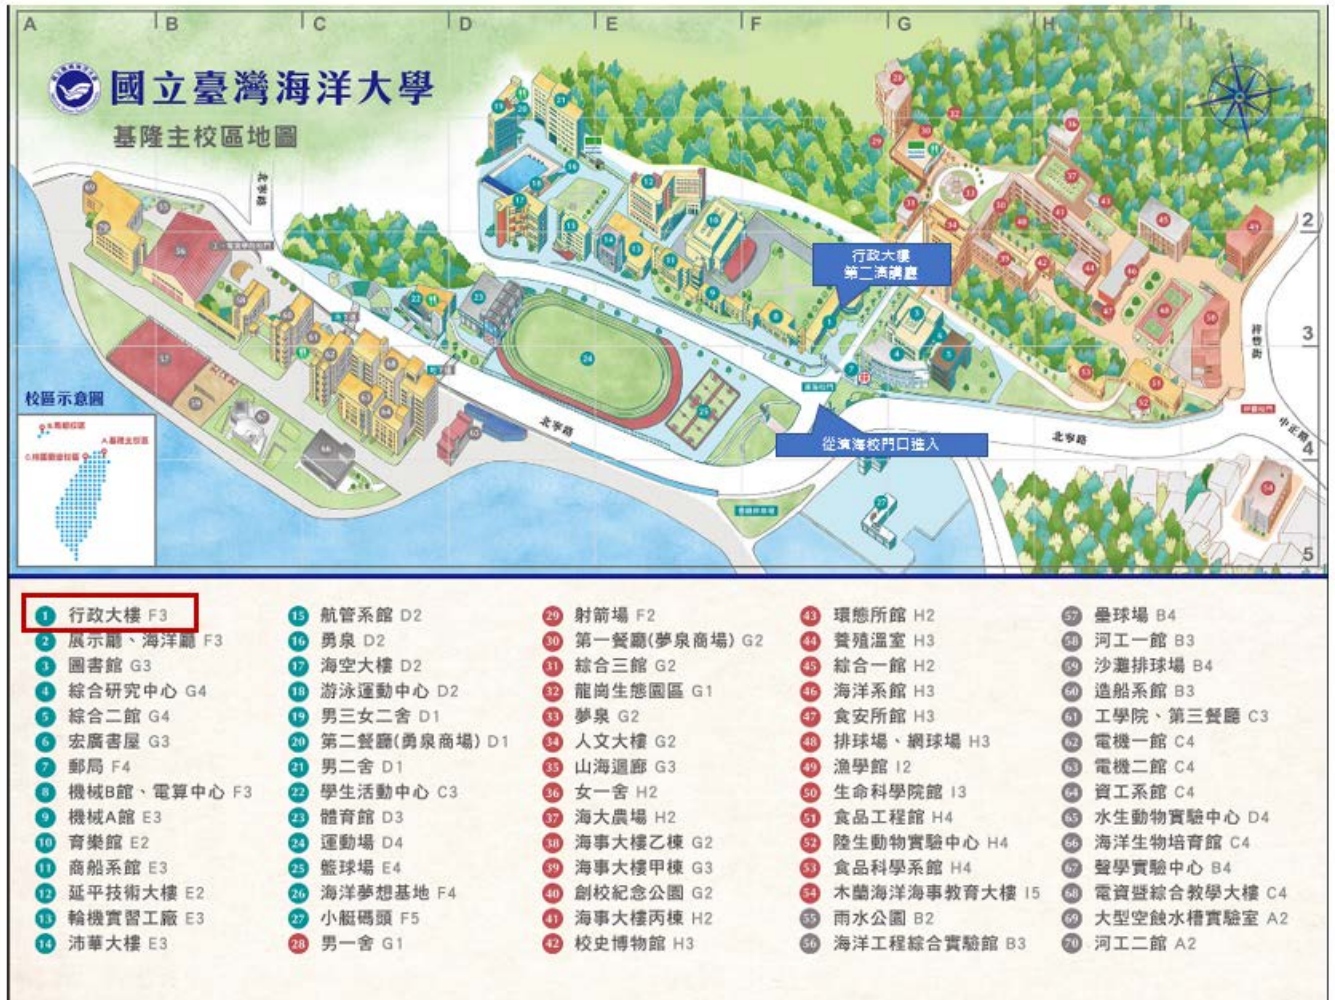 A B C D E F G H I
國立臺灣海洋大學
基隆主校區地圖
1
2
3
4
5
北寧路
行政大樓
第二演講廳
從濱海校門口進入
北寧路
北寧路
祥豐街
中正路
校區示意圖
A.基隆主校區
1 行政大樓 F3
2 展示廳、海洋廳 F3
3 圖書館 G3
4 綜合研究中心 G4
5 綜合二館 G4
6 宏廣書屋 G3
7 郵局 F4
8 機械B館、電算中心 F3
9 機械A館 E3
10 育樂館 E2
11 商船系館 E3
12 延平技術大樓 E2
13 輪機實習工廠 E3
14 沛華大樓 E3
15 航管系館 D2
16 勇泉 D2
17 海空大樓 D2
18 游泳運動中心 D2
19 男三女二舍 D1
20 第二餐廳(勇泉商場) D1
21 男二舍 D1
22 學生活動中心 C3
23 體育館 D3
24 運動場 D4
25 籃球場 E4
26 海洋夢想基地 F4
27 小艇碼頭 F5
28 男一舍 G1
29 射箭場 F2
30 第一餐廳(夢泉商場) G2
31 綜合三館 G2
32 龍崗生態園區 G1
33 夢泉 G2
34 人文大樓 G2
35 山海迴廊 G3
36 女一舍 H2
37 海大農場 H2
38 海事大樓乙棟 G2
39 海事大樓甲棟 G3
40 創校紀念公園 G2
41 海事大樓丙棟 H2
42 校史博物館 H3
43 環態所館 H2
44 養殖溫室 H3
45 綜合一館 H2
46 海洋系館 H3
47 食安所館 H3
48 排球場、網球場 H3
49 漁學館 I2
50 生命科學院館 I3
51 食品工程館 H4
52 陸生動物實驗中心 H4
53 食品科學系館 H4
54 木蘭海洋海事教育大樓 I5
55 雨水公園 B2
56 海洋工程綜合實驗館 B3
57 壘球場 B4
58 河工一館 B3
59 沙灘排球場 B4
60 造船系館 B3
61 工學院、第三餐廳 C3
62 電機一館 C4
63 電機二館 C4
64 資工系館 C4
65 水生動物實驗中心 D4
66 海洋生物培育館 C4
67 聲學實驗中心 B4
68 電資暨綜合教學大樓 C4
69 大型空蝕水槽實驗室 A2
70 河工二館 A2